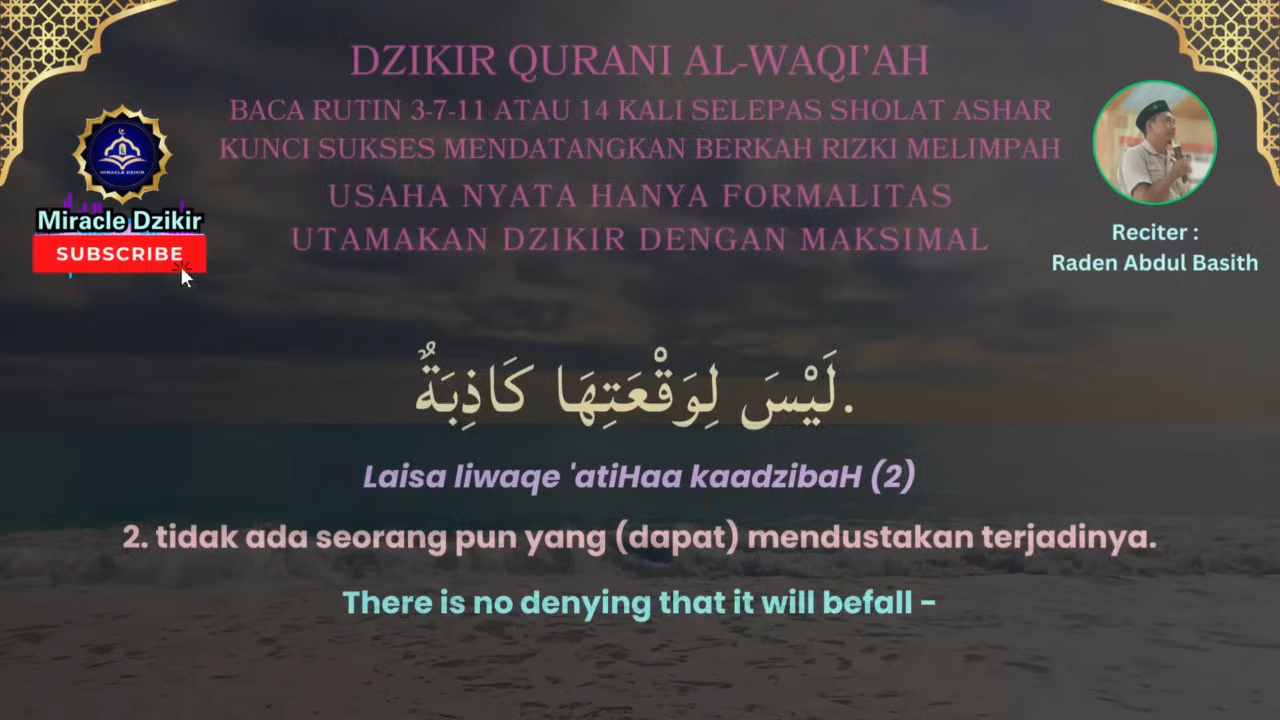 DZIKIR QURANI AL-WAQI'AH
BACA RUTIN 3-7-11 ATAU 14 KALI SELEPAS SHOLAT ASHAR
KUNCI SUKSES MENDATANGKAN BERKAH RIZKI MELIMPAH
USAHA NYATA HANYA FORMALITAS
UTAMAKAN DZIKIR DENGAN MAKSIMAL
MIRACLE DZIKIR
Miracle Dzikir
SUBSCRIBE
Reciter :
Raden Abdul Basith
لَيْسَ لِوَقْعَتِهَا كَاذِبَةٌ.
Laisa liwaqe 'atiHaa kaadzibaH (2)
2. tidak ada seorang pun yang (dapat) mendustakan terjadinya.
There is no denying that it will befall -